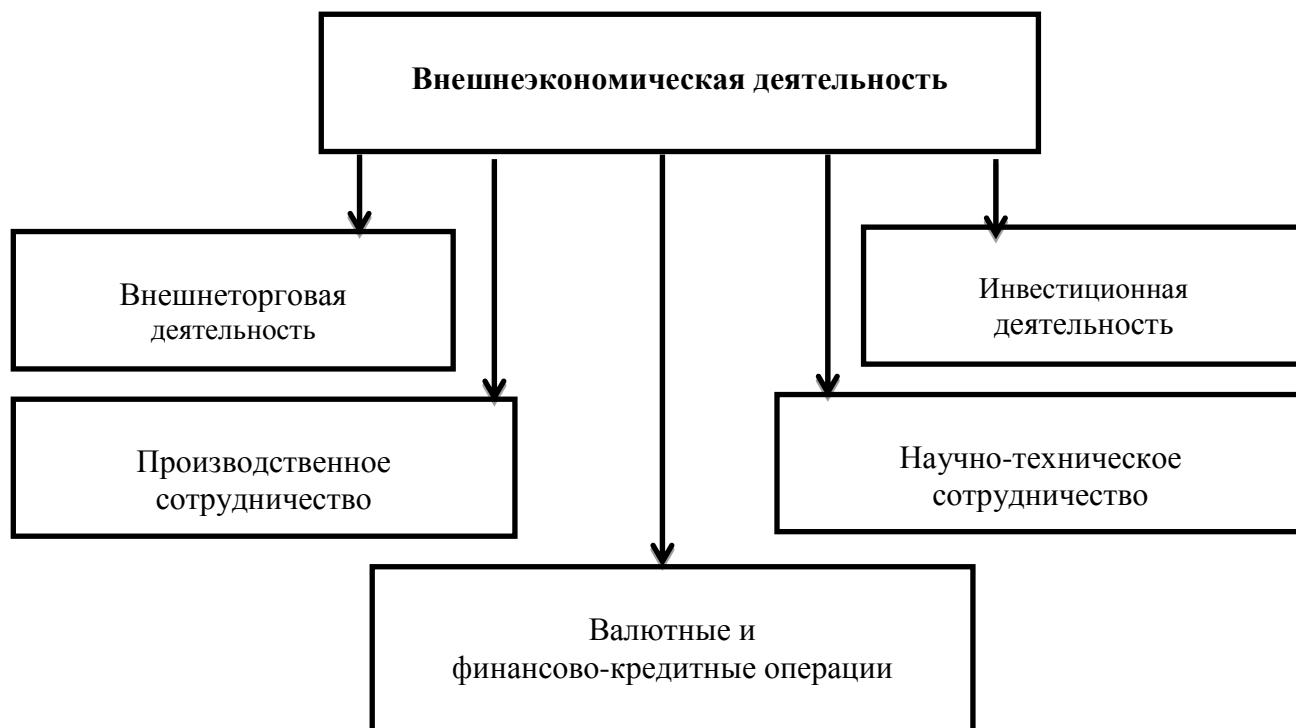 Внешнеэкономическая деятельность
Внешнеторговая
деятельность
Инвестиционная
деятельность
Производственное
сотрудничество
Научно-техническое
сотрудничество
Валютные и
финансово-кредитные операции